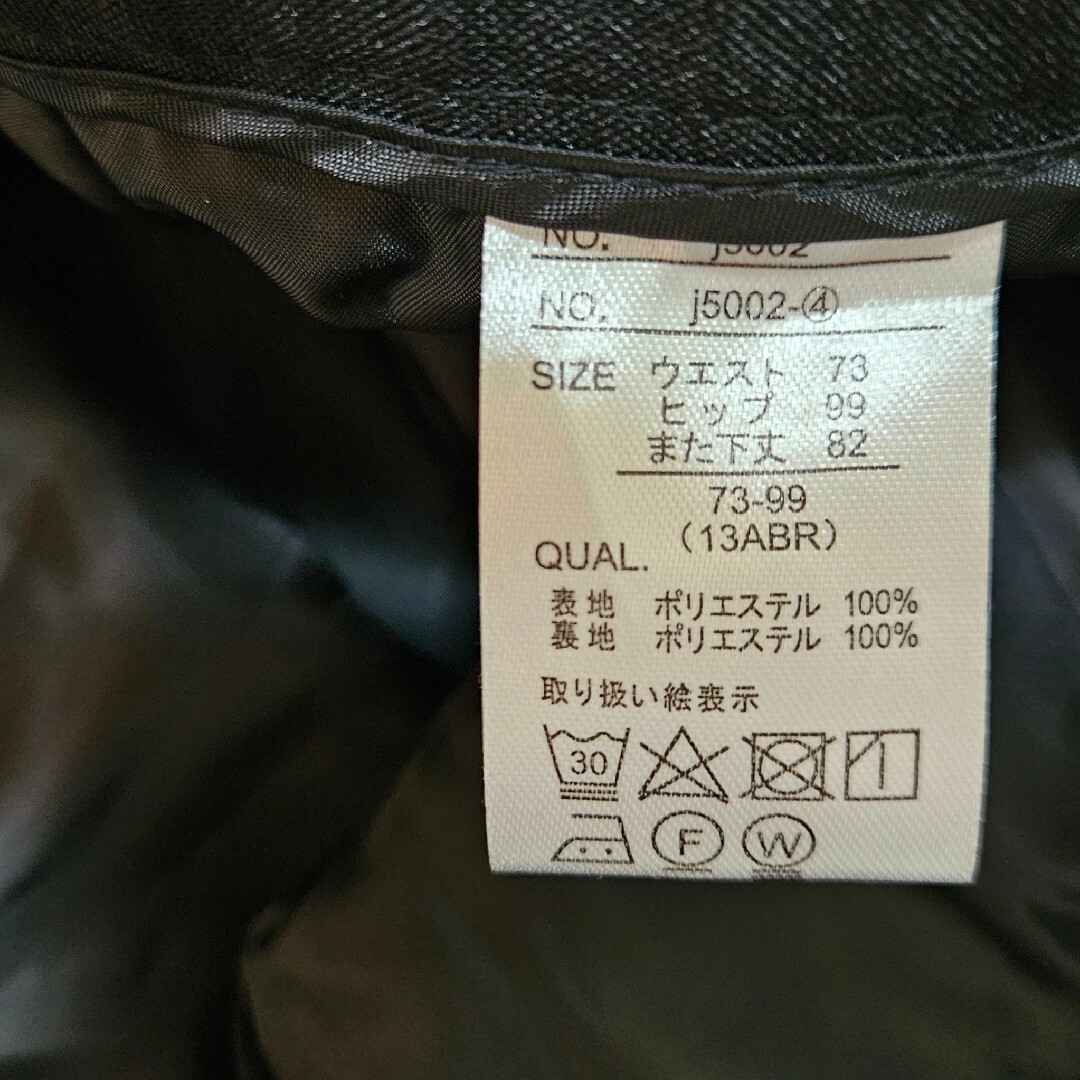 NO. j5002
NO. j5002-④
SIZE ウエスト 73
ヒップ 99
また下丈 82
73-99
(13ABR)
QUAL.
表地 ポリエステル 100%
裏地 ポリエステル 100%
取り扱い絵表示
30
F W